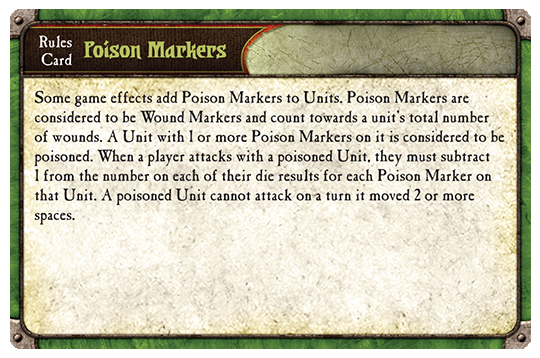 Rules
Card
Poison Markers
Some game effects add Poison Markers to Units. Poison Markers are
considered to be Wound Markers and count towards a unit's total number
of wounds. A Unit with 1 or more Poison Markers on it is considered to be
poisoned. When a player attacks with a poisoned Unit, they must subtract
1 from the number on each of their die results for each Poison Marker on
that Unit. A poisoned Unit cannot attack on a turn it moved 2 or more
spaces.